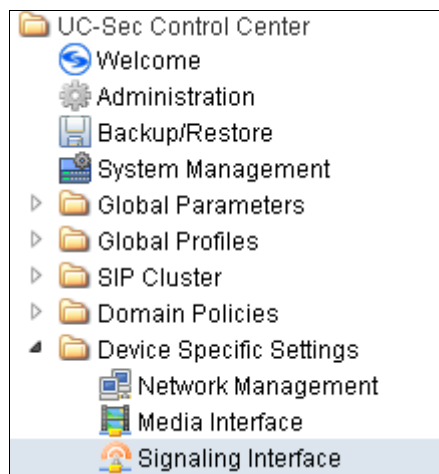 UC-Sec Control Center
Welcome
Administration
Backup/Restore
System Management
Global Parameters
Global Profiles
SIP Cluster
Domain Policies
Device Specific Settings
Network Management
Media Interface
Signaling Interface